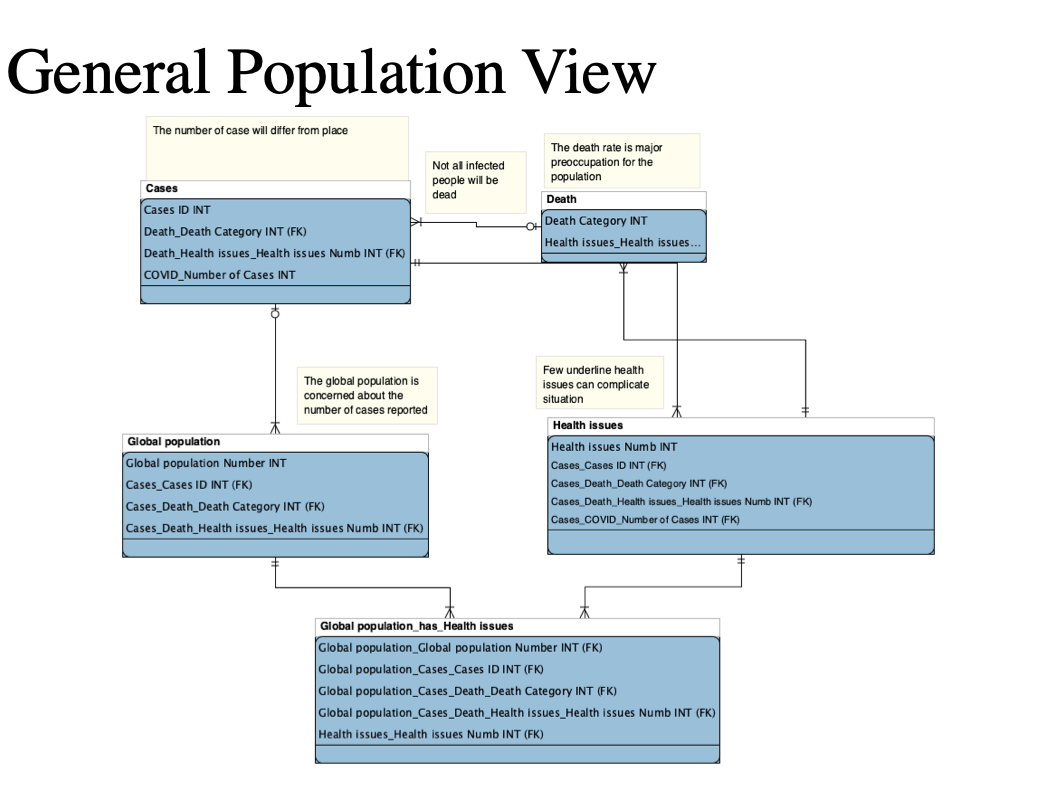 General Population View
The number of case will differ from place
Not all infected
people will be
dead
The death rate is major
preoccupation for the
population
Cases
Cases ID INT
Death_Death Category INT (FK)
Death_Health issues_Health issues Numb INT (FK)
COVID_Number of Cases INT
Death
Death Category INT
Health issues_Health issues...
The global population is
concerned about the
number of cases reported
Few underline health
issues can complicate
situation
Global population
Global population Number INT
Cases_Cases ID INT (FK)
Cases_Death_Death Category INT (FK)
Cases_Death_Health issues_Health issues Numb INT (FK)
Health issues
Health issues Numb INT
Cases_Cases ID INT (FK)
Cases_Death_Death Category INT (FK)
Cases_Death_Health issues_Health issues Numb INT (FK)
Cases_COVID_Number of Cases INT (FK)
Global population_has_Health issues
Global population_Global population Number INT (FK)
Global population_Cases_Cases ID INT (FK)
Global population_Cases_Death_Death Category INT (FK)
Global population_Cases_Death_Health issues_Health issues Numb INT (FK)
Health issues_Health issues Numb INT (FK)